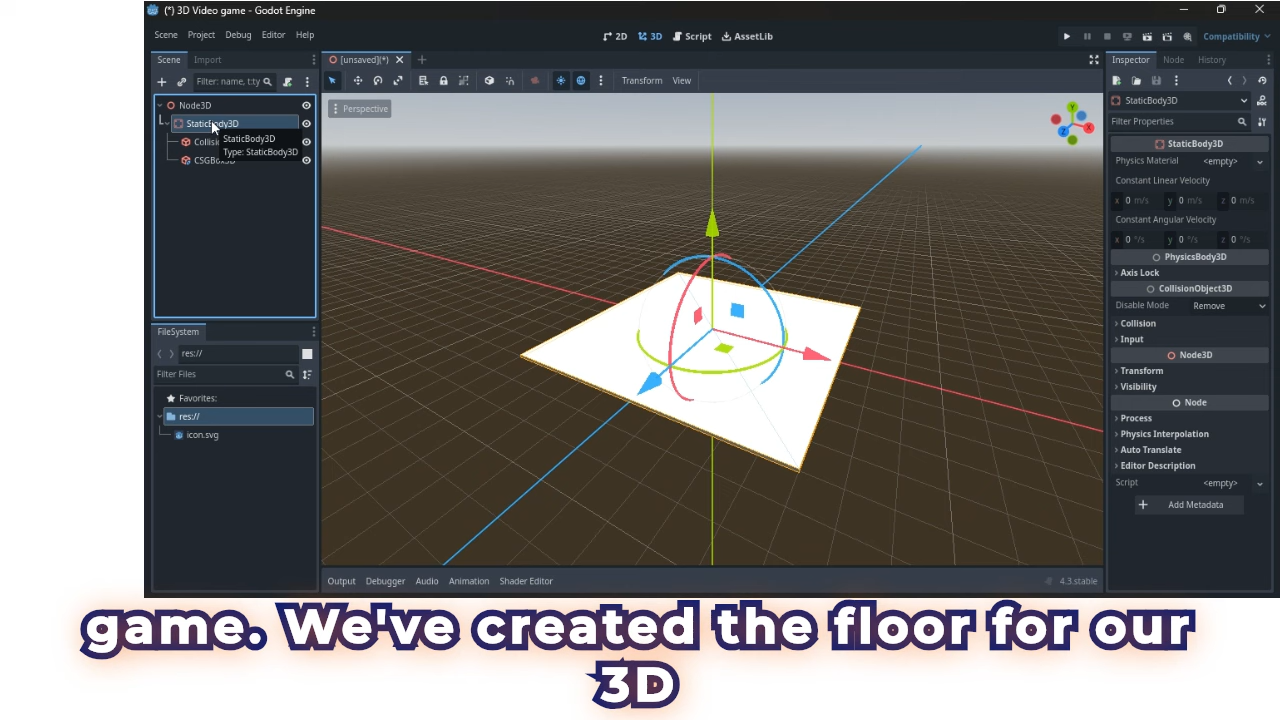 (*) 3D Video game - Godot Engine
Scene Project Debug Editor Help
2D 3D Script AssetLib
Compatibility
Scene Import
[unsaved](*)
Inspector Node History
Filter: name, t:ty
Transform View
Node3D
StaticBody3D
Collisio
CSGBox3D
StaticBody3D
Type: StaticBody3D
Perspective
Y
X
Z
FileSystem
res://
Filter Files
Favorites:
res://
icon.svg
StaticBody3D
Filter Properties
StaticBody3D
Physics Material <empty>
Constant Linear Velocity
x 0 m/s y 0 m/s z 0 m/s
Constant Angular Velocity
x 0 °/s y 0 °/s z 0 °/s
PhysicsBody3D
Axis Lock
CollisionObject3D
Disable Mode Remove
Collision
Input
Node3D
Transform
Visibility
Node
Process
Physics Interpolation
Auto Translate
Editor Description
Script <empty>
Add Metadata
Output Debugger Audio Animation Shader Editor
4.3.stable
game. We've created the floor for our
3D